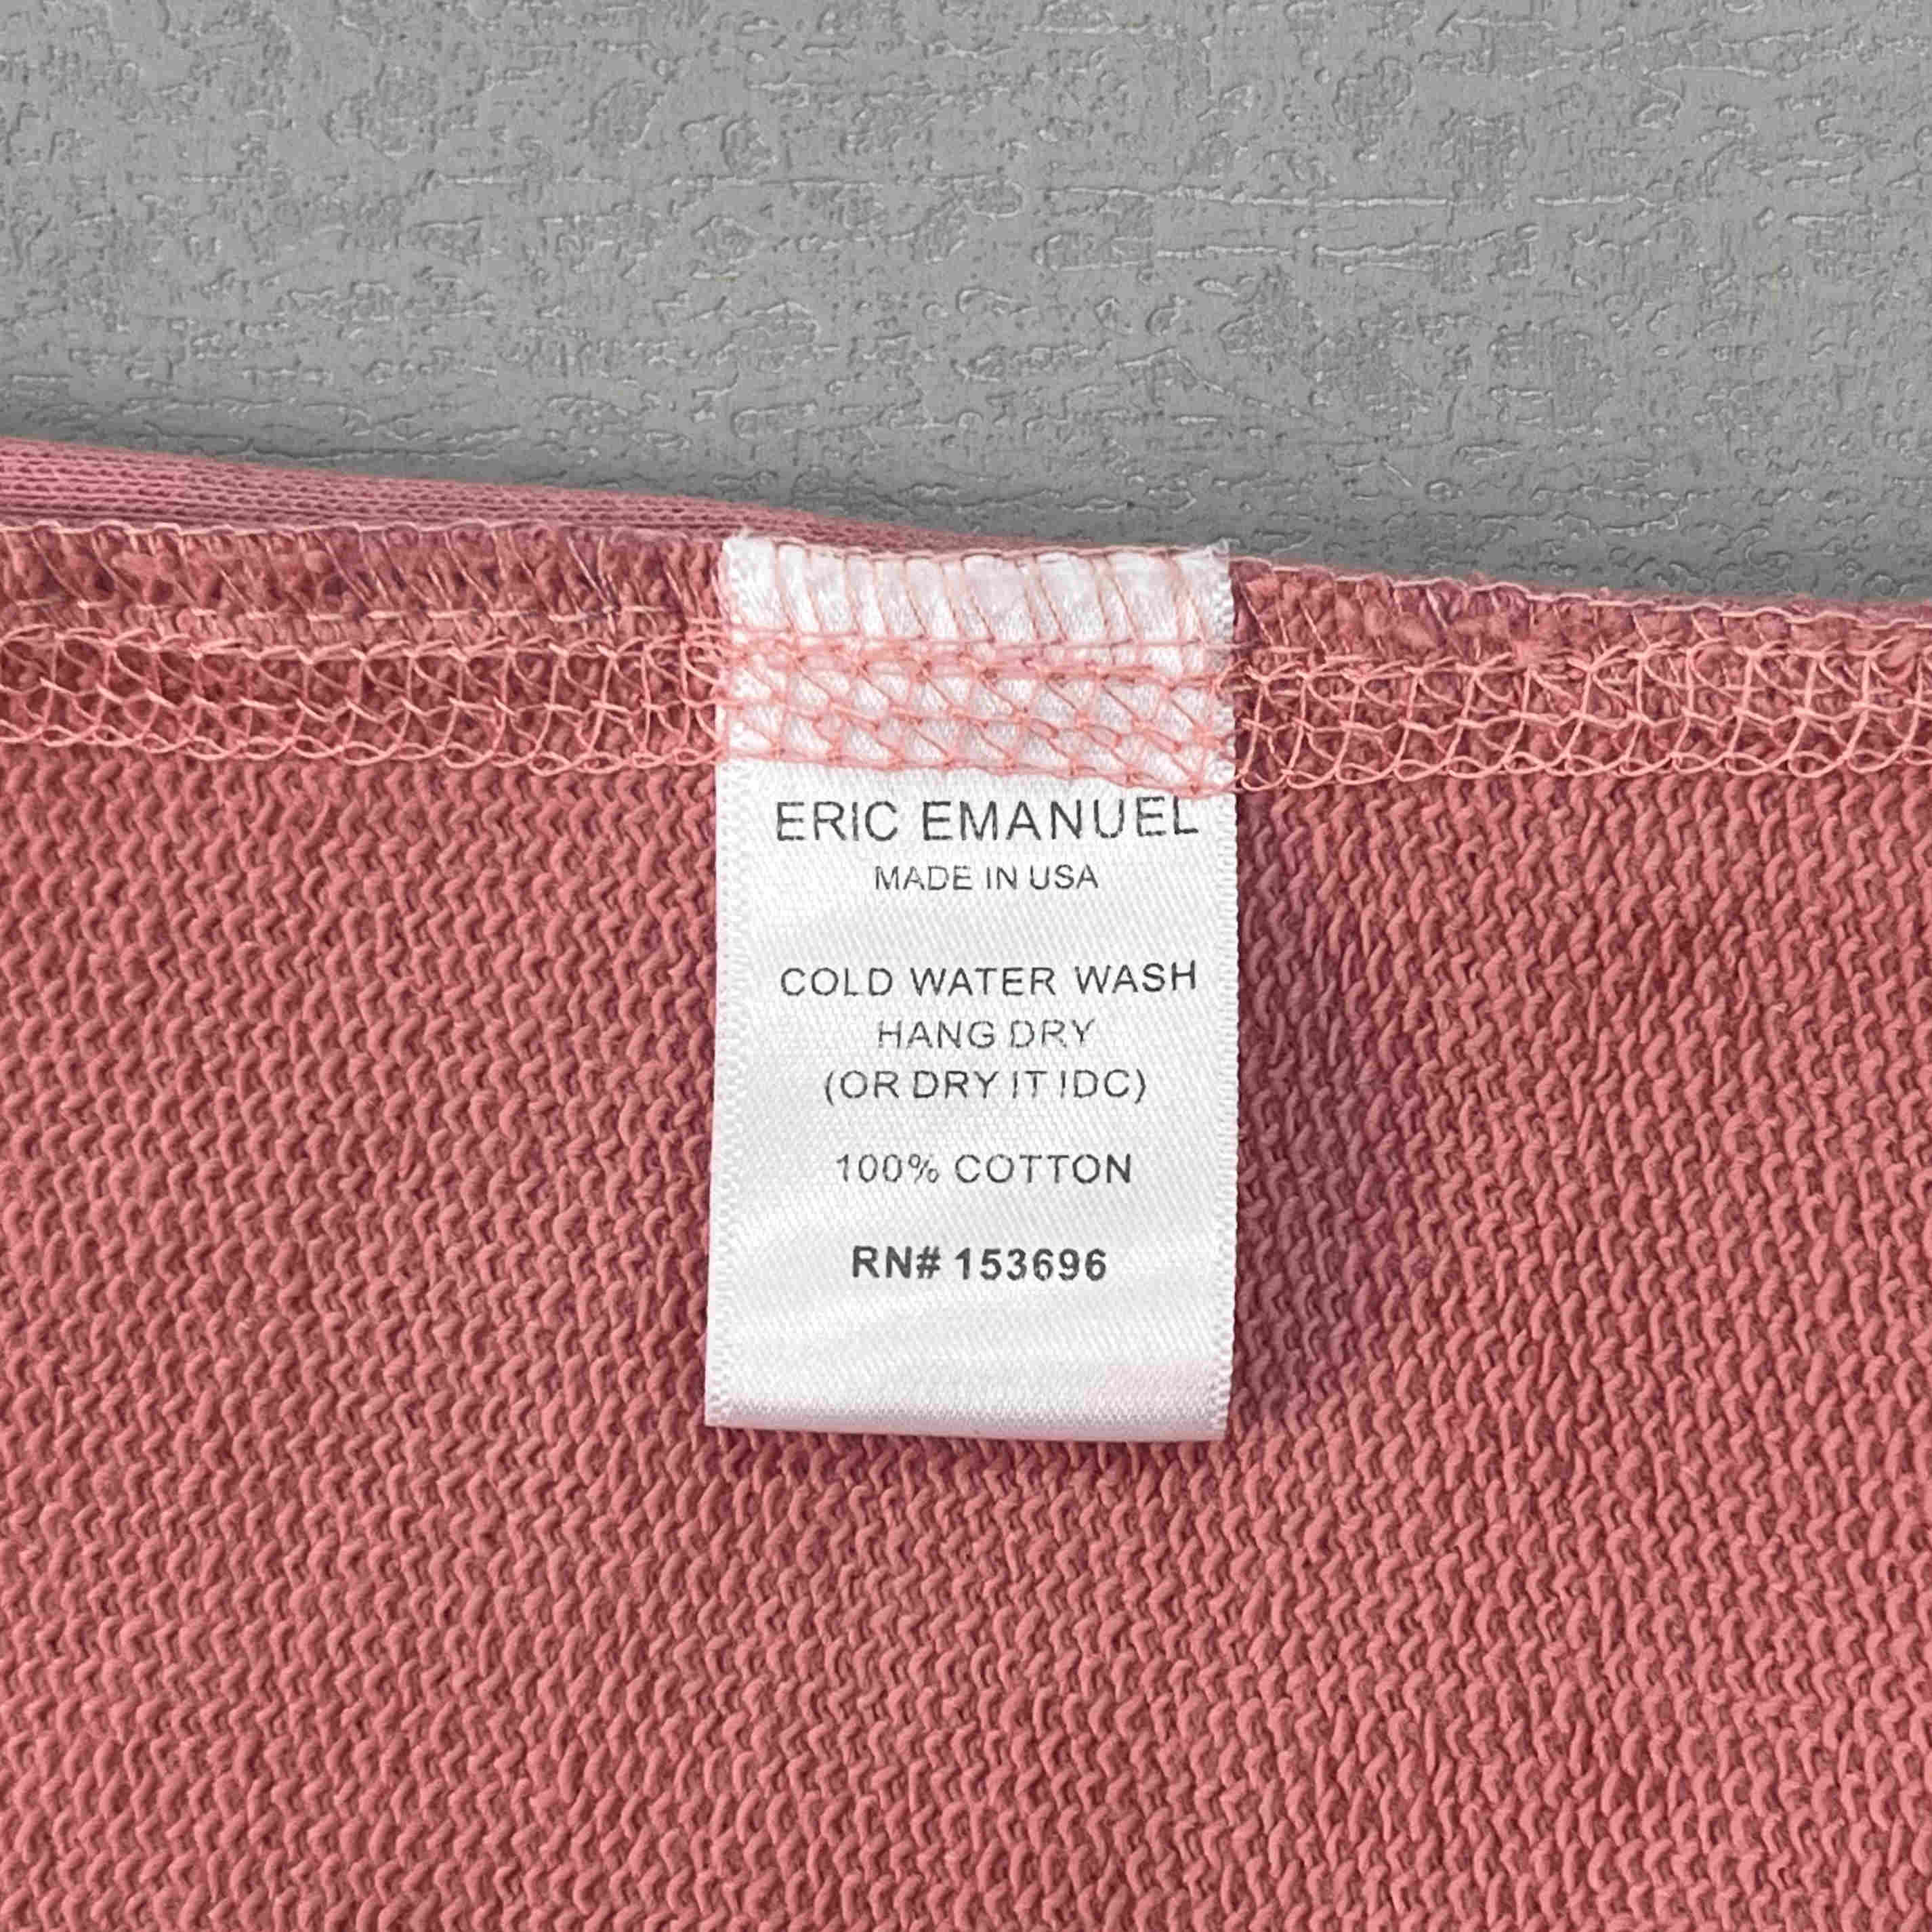 ERIC EMANUEL
MADE IN USA
COLD WATER WASH
HANG DRY
(OR DRY IT IDC)
100% COTTON
RN# 153696